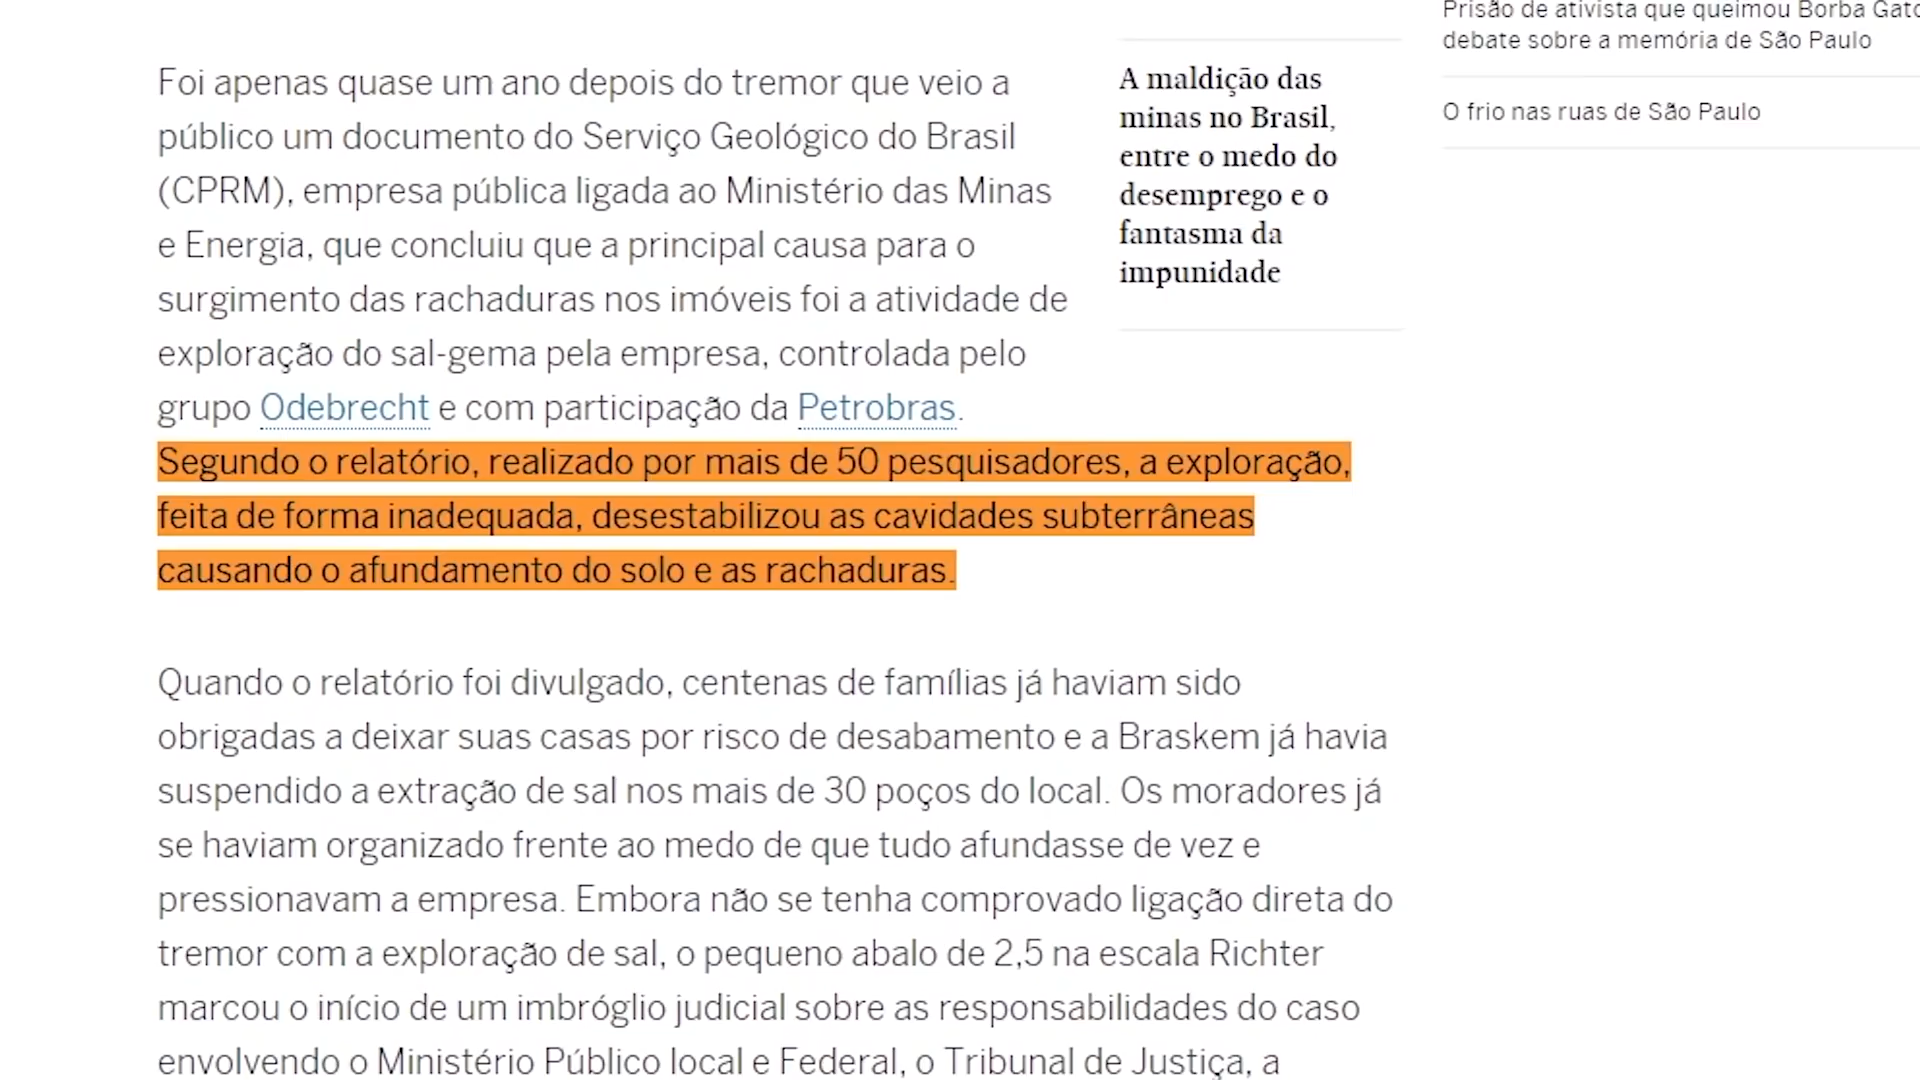 Foi apenas quase um ano depois do tremor que veio a
público um documento do Serviço Geológico do Brasil
(CPRM), empresa pública ligada ao Ministério das Minas
e Energia, que concluiu que a principal causa para o
surgimento das rachaduras nos imóveis foi a atividade de
exploração do sal-gema pela empresa, controlada pelo
grupo Odebrecht e com participação da Petrobras.
Segundo o relatório, realizado por mais de 50 pesquisadores, a exploração,
feita de forma inadequada, desestabilizou as cavidades subterrâneas
causando o afundamento do solo e as rachaduras.
Quando o relatório foi divulgado, centenas de famílias já haviam sido
obrigadas a deixar suas casas por risco de desabamento e a Braskem já havia
suspendido a extração de sal nos mais de 30 poços do local. Os moradores já
se haviam organizado frente ao medo de que tudo afundasse de vez e
pressionavam a empresa. Embora não se tenha comprovado ligação direta do
tremor com a exploração de sal, o pequeno abalo de 2,5 na escala Richter
marcou o início de um imbróglio judicial sobre as responsabilidades do caso
envolvendo o Ministério Público local e Federal, o Tribunal de Justiça, a
A maldição das
minas no Brasil,
entre o medo do
desemprego e o
fantasma da
impunidade
Prisão de ativista que queimou Borba Gato
debate sobre a memória de São Paulo
O frio nas ruas de São Paulo